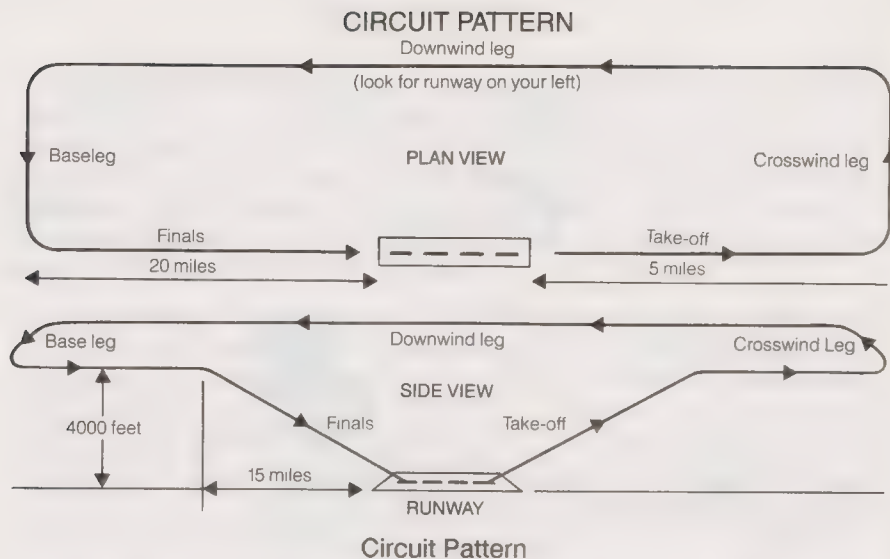 CIRCUIT PATTERN
Downwind leg
(look for runway on your left)
Baseleg
PLAN VIEW
Crosswind leg
Finals
Take-off
20 miles
5 miles
Base leg
Downwind leg
Crosswind Leg
SIDE VIEW
4000 feet
Finals
Take-off
15 miles
RUNWAY
Circuit Pattern